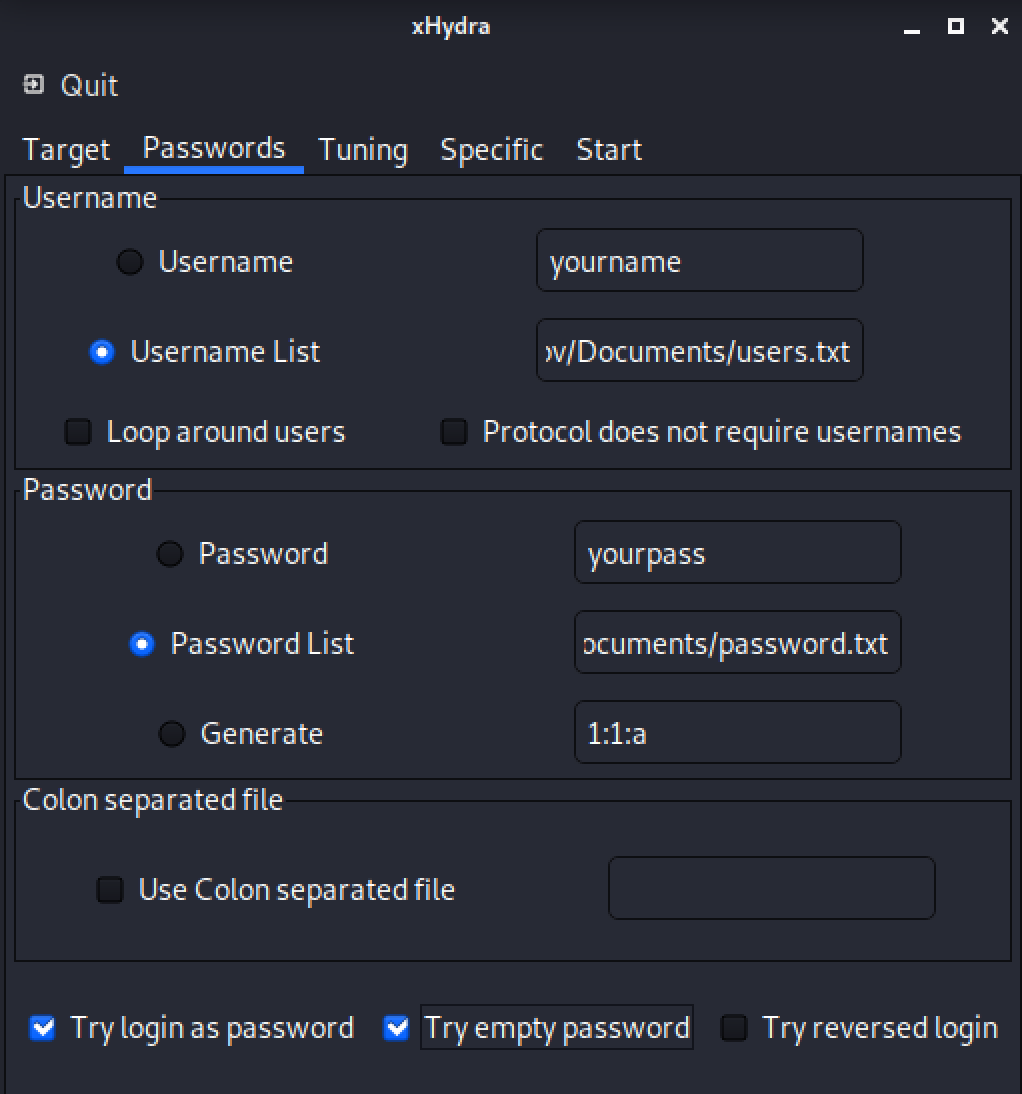 xHydra
Quit
Target Passwords Tuning Specific Start
Username
Username yourname
Username List ov/Documents/users.txt
Loop around users Protocol does not require usernames
Password
Password yourpass
Password List ocuments/password.txt
Generate 1:1:a
Colon separated file
Use Colon separated file
Try login as password Try empty password Try reversed login